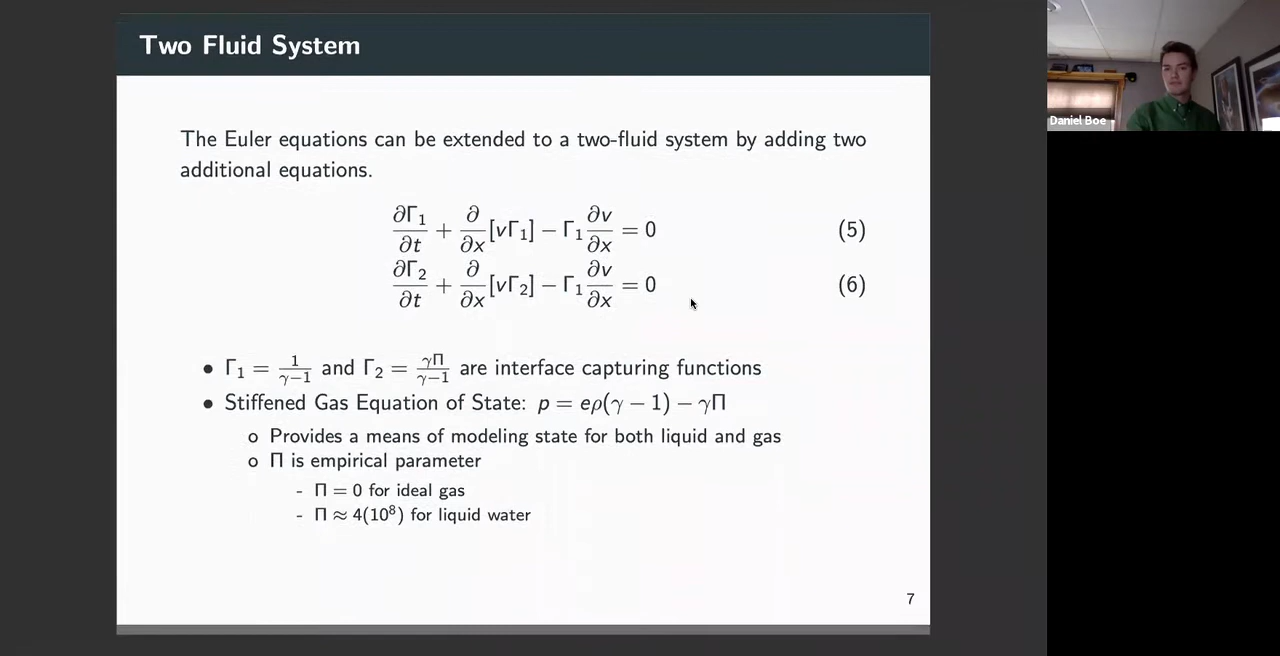 Two Fluid System
The Euler equations can be extended to a two-fluid system by adding two
additional equations.
∂Γ₁/∂t + ∂/∂x [vΓ₁] − Γ₁ ∂v/∂x = 0 (5)
∂Γ₂/∂t + ∂/∂x [vΓ₂] − Γ₁ ∂v/∂x = 0 (6)
• Γ₁ = 1/(γ−1) and Γ₂ = γΠ/(γ−1) are interface capturing functions
• Stiffened Gas Equation of State: p = eρ(γ − 1) − γΠ
o Provides a means of modeling state for both liquid and gas
o Π is empirical parameter
- Π = 0 for ideal gas
- Π ≈ 4(10⁸) for liquid water
7
Daniel Boe